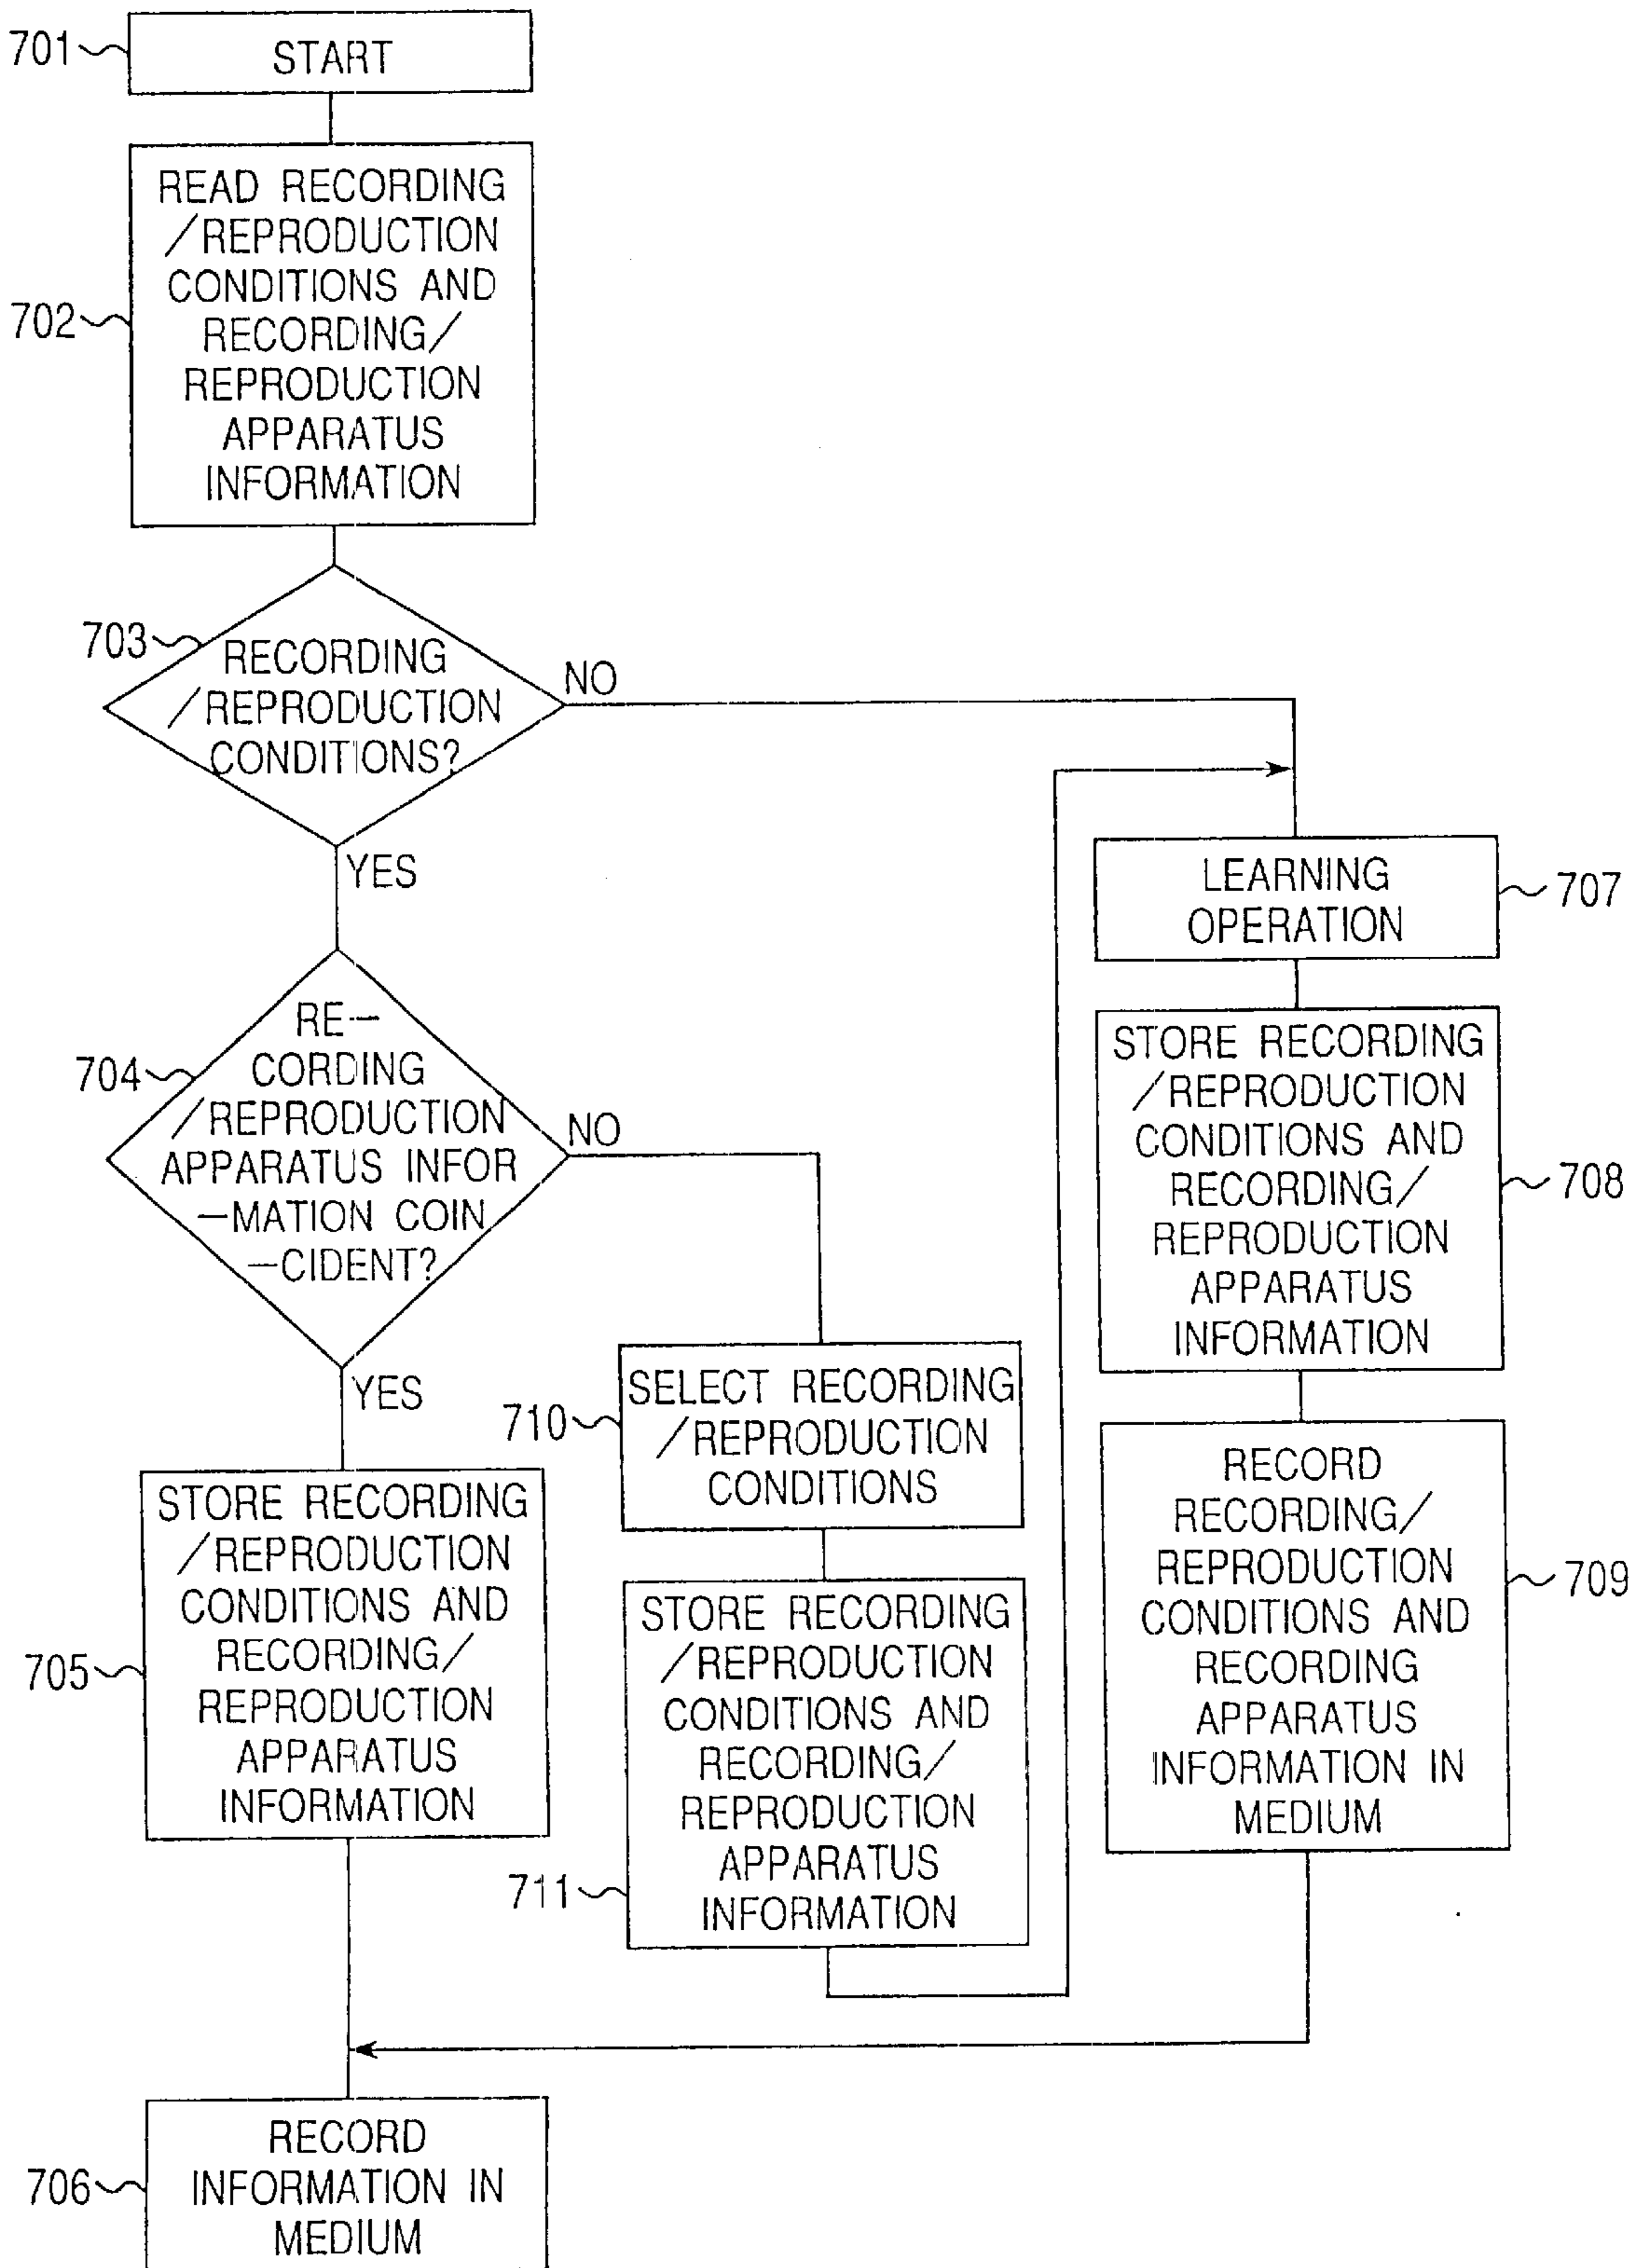 701
START
702
READ RECORDING
/REPRODUCTION
CONDITIONS AND
RECORDING/
REPRODUCTION
APPARATUS
INFORMATION
703
RECORDING
/REPRODUCTION
CONDITIONS?
NO
YES
704
RE-
CORDING
/REPRODUCTION
APPARATUS INFOR
-MATION COIN
-CIDENT?
NO
YES
705
STORE RECORDING
/REPRODUCTION
CONDITIONS AND
RECORDING/
REPRODUCTION
APPARATUS
INFORMATION
710
SELECT RECORDING
/REPRODUCTION
CONDITIONS
711
STORE RECORDING
/REPRODUCTION
CONDITIONS AND
RECORDING/
REPRODUCTION
APPARATUS
INFORMATION
LEARNING
OPERATION
707
STORE RECORDING
/REPRODUCTION
CONDITIONS AND
RECORDING/
REPRODUCTION
APPARATUS
INFORMATION
708
RECORD
RECORDING/
REPRODUCTION
CONDITIONS AND
RECORDING
APPARATUS
INFORMATION IN
MEDIUM
709
706
RECORD
INFORMATION IN
MEDIUM